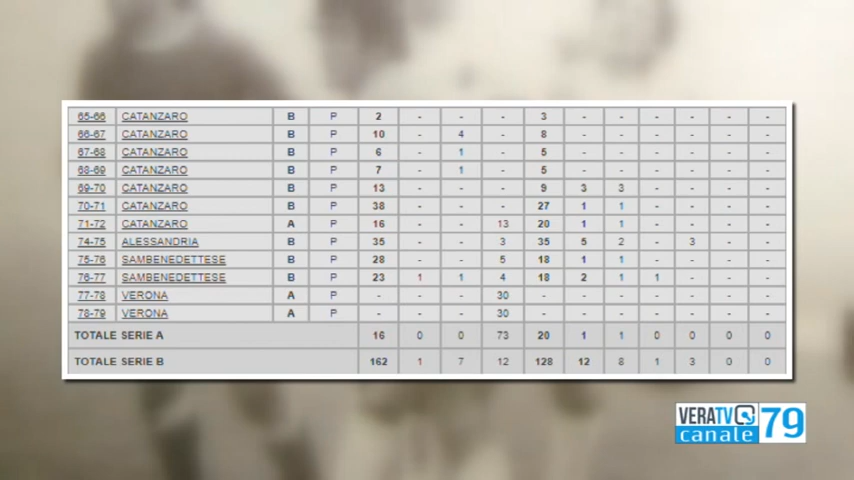 65-66 CATANZARO B P 2 - - - 3 - - - - - -
66-67 CATANZARO B P 10 - 4 - 8 - - - - - -
67-68 CATANZARO B P 6 - 1 - 5 - - - - - -
68-69 CATANZARO B P 7 - 1 - 5 - - - - - -
69-70 CATANZARO B P 13 - - - 9 3 3 - - - -
70-71 CATANZARO B P 38 - - - 27 1 1 - - - -
71-72 CATANZARO A P 16 - - 13 20 1 1 - - - -
74-75 ALESSANDRIA B P 35 - - 3 35 5 2 - 3 - -
75-76 SAMBENEDETTESE B P 28 - - 5 18 1 1 - - - -
76-77 SAMBENEDETTESE B P 23 1 1 4 18 2 1 1 - - -
77-78 VERONA A P - - - 30 - - - - - - -
78-79 VERONA A P - - - 30 - - - - - - -
TOTALE SERIE A 16 0 0 73 20 1 1 0 0 0 0
TOTALE SERIE B 162 1 7 12 128 12 8 1 3 0 0
VERATV
canale 79